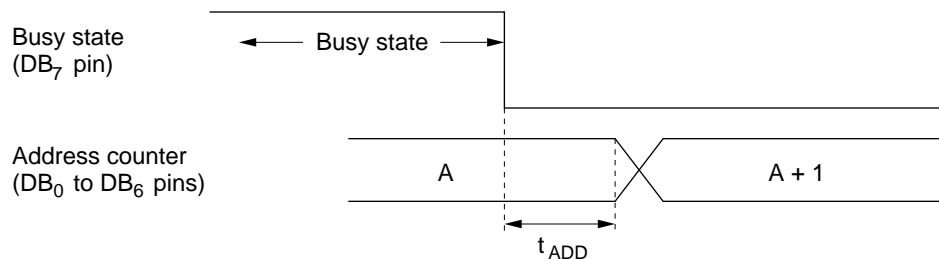 Busy state
(DB7 pin)
Busy state
Address counter
(DB0 to DB6 pins)
A
A + 1
tADD